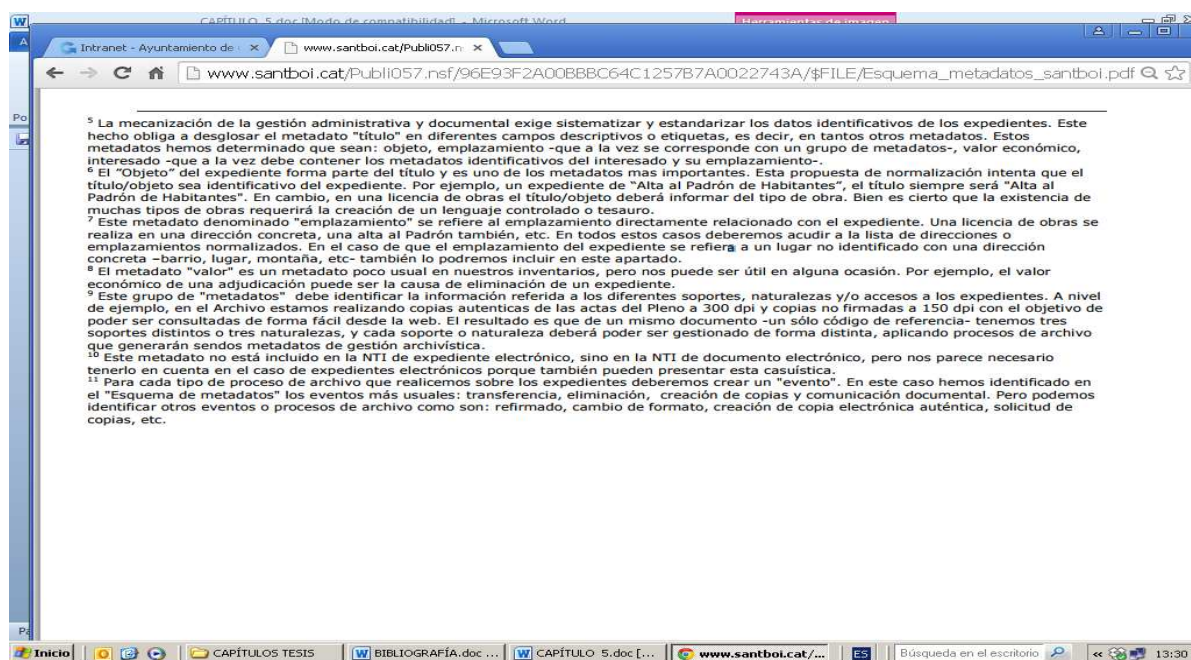 CAPÍTULO 5.doc [Modo de compatibilidad] - Microsoft Word
Herramientas de imagen
Intranet - Ayuntamiento de
www.santboi.cat/Publi057.n
www.santboi.cat/Publi057.nsf/96E93F2A00BBBC64C1257B7A0022743A/$FILE/Esquema_metadatos_santboi.pdf
Po
⁵ La mecanización de la gestión administrativa y documental exige sistematizar y estandarizar los datos identificativos de los expedientes. Este
hecho obliga a desglosar el metadato "título" en diferentes campos descriptivos o etiquetas, es decir, en tantos otros metadatos. Estos
metadatos hemos determinado que sean: objeto, emplazamiento -que a la vez se corresponde con un grupo de metadatos-, valor económico,
interesado -que a la vez debe contener los metadatos identificativos del interesado y su emplazamiento-.
⁶ El "Objeto" del expediente forma parte del título y es uno de los metadatos mas importantes. Esta propuesta de normalización intenta que el
título/objeto sea identificativo del expediente. Por ejemplo, un expediente de "Alta al Padrón de Habitantes", el título siempre será "Alta al
Padrón de Habitantes". En cambio, en una licencia de obras el título/objeto deberá informar del tipo de obra. Bien es cierto que la existencia de
muchas tipos de obras requerirá la creación de un lenguaje controlado o tesauro.
⁷ Este metadato denominado "emplazamiento" se refiere al emplazamiento directamente relacionado con el expediente. Una licencia de obras se
realiza en una dirección concreta, una alta al Padrón también, etc. En todos estos casos deberemos acudir a la lista de direcciones o
emplazamientos normalizados. En el caso de que el emplazamiento del expediente se refiera a un lugar no identificado con una dirección
concreta –barrio, lugar, montaña, etc- también lo podremos incluir en este apartado.
⁸ El metadato "valor" es un metadato poco usual en nuestros inventarios, pero nos puede ser útil en alguna ocasión. Por ejemplo, el valor
económico de una adjudicación puede ser la causa de eliminación de un expediente.
⁹ Este grupo de "metadatos" debe identificar la información referida a los diferentes soportes, naturalezas y/o accesos a los expedientes. A nivel
de ejemplo, en el Archivo estamos realizando copias autenticas de las actas del Pleno a 300 dpi y copias no firmadas a 150 dpi con el objetivo de
poder ser consultadas de forma fácil desde la web. El resultado es que de un mismo documento -un sólo código de referencia- tenemos tres
soportes distintos o tres naturalezas, y cada soporte o naturaleza deberá poder ser gestionado de forma distinta, aplicando procesos de archivo
que generarán sendos metadatos de gestión archivística.
¹⁰ Este metadato no está incluido en la NTI de expediente electrónico, sino en la NTI de documento electrónico, pero nos parece necesario
tenerlo en cuenta en el caso de expedientes electrónicos porque también pueden presentar esta casuística.
¹¹ Para cada tipo de proceso de archivo que realicemos sobre los expedientes deberemos crear un "evento". En este caso hemos identificado en
el "Esquema de metadatos" los eventos más usuales: transferencia, eliminación, creación de copias y comunicación documental. Pero podemos
identificar otros eventos o procesos de archivo como son: refirmado, cambio de formato, creación de copia electrónica auténtica, solicitud de
copias, etc.
Inicio CAPÍTULOS TESIS BIBLIOGRAFÍA.doc ... CAPÍTULO 5.doc [... www.santboi.cat/... ES Búsqueda en el escritorio 13:30